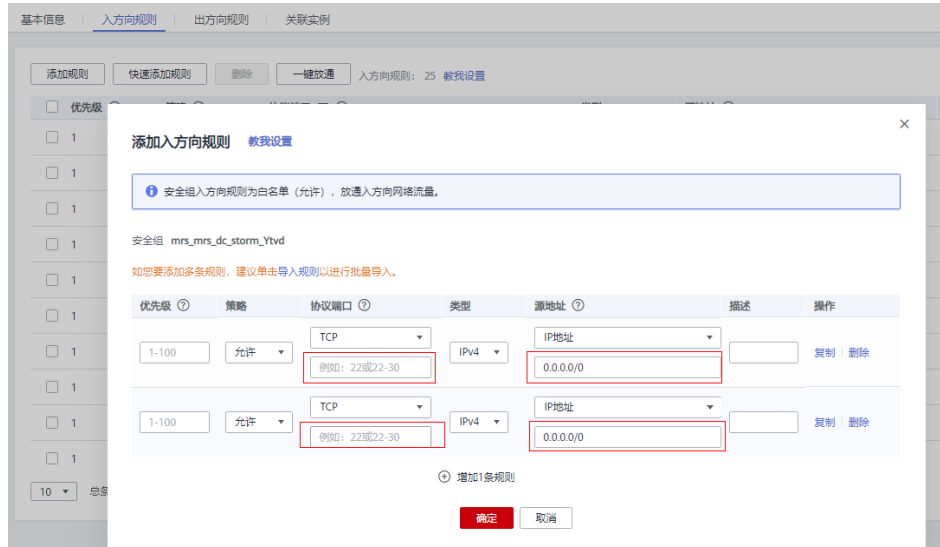 基本信息 入方向规则 出方向规则 关联实例
添加规则 快速添加规则 删除 一键放通 入方向规则: 25 教我设置
优先级
1
添加入方向规则 教我设置
1
安全组入方向规则为白名单（允许），放通入方向网络流量。
1
安全组 mrs_mrs_dc_storm_Ytvd
1
如您要添加多条规则，建议单击导入规则以进行批量导入。
1
优先级 策略 协议端口 类型 源地址 描述 操作
1
TCP IP地址
1 1-100 允许 IPv4 复制 删除
例如：22或22-30 0.0.0.0/0
1
TCP IP地址
1 1-100 允许 IPv4 复制 删除
例如：22或22-30 0.0.0.0/0
1
增加1条规则
10
确定 取消